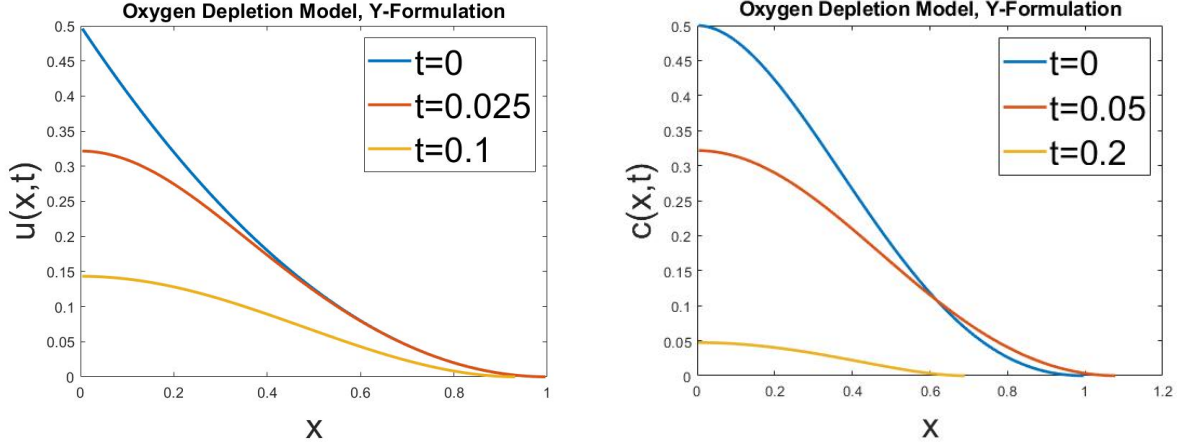 Oxygen Depletion Model, Y-Formulation
0.5
0.45
0.4
0.35
0.3
0.25
0.2
0.15
0.1
0.05
0
u(x,t)
t=0
t=0.025
t=0.1
0 0.2 0.4 0.6 0.8 1
x
Oxygen Depletion Model, Y-Formulation
0.5
0.45
0.4
0.35
0.3
0.25
0.2
0.15
0.1
0.05
0
c(x,t)
t=0
t=0.05
t=0.2
0 0.2 0.4 0.6 0.8 1 1.2
x